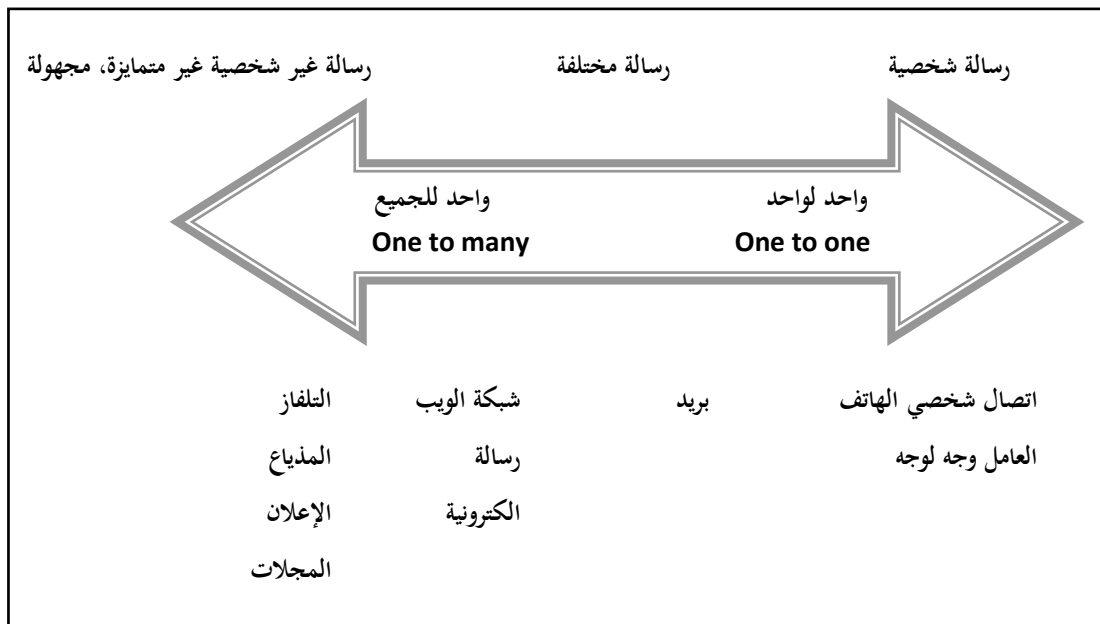 رسالة شخصية رسالة مختلفة رسالة غير شخصية غير متمايزة، مجهولة
واحد لواحد واحد للجميع
One to many One to one
اتصال شخصي الهاتف بريد شبكة الويب التلفاز
العامل وجه لوجه رسالة المذياع
الكترونية الإعلان
المجلات